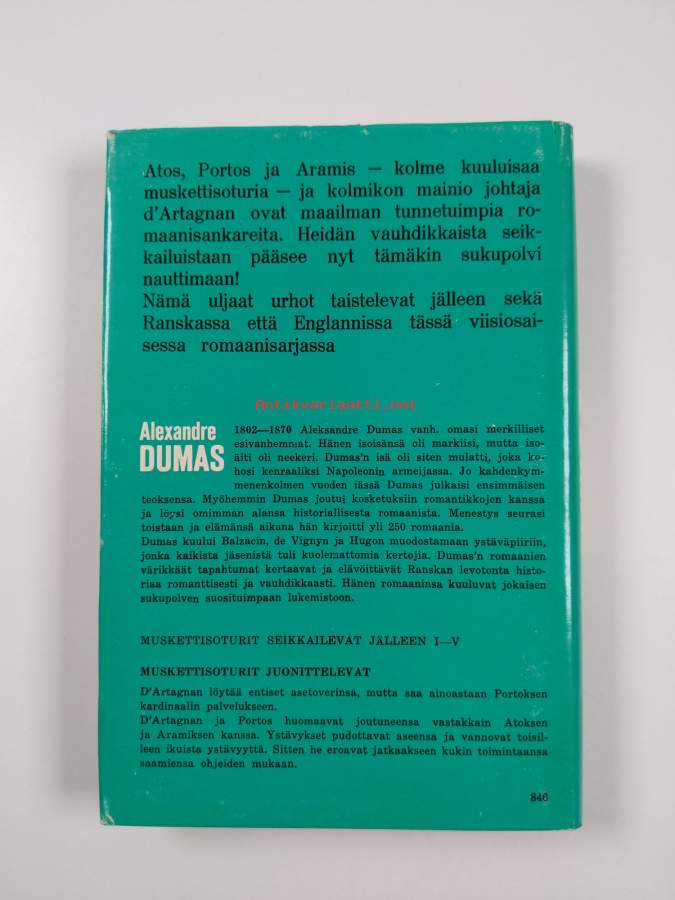 Atos, Portos ja Aramis — kolme kuuluisaa
muskettisoturia — ja kolmikon mainio johtaja
d'Artagnan ovat maailman tunnetuimpia ro-
maanisankareita. Heidän vauhdikkaista seik-
kailuistaan pääsee nyt tämäkin sukupolvi
nauttimaan!
Nämä uljaat urhot taistelevat jälleen sekä
Ranskassa että Englannissa tässä viisiosai-
sessa romaanisarjassa
Antikvariaatti.net
Alexandre
DUMAS
1802—1870 Aleksandre Dumas vanh. omasi merkilliset
esivanhemmat. Hänen isoisänsä oli markiisi, mutta iso-
äiti oli neekeri. Dumas'n isä oli siten mulatti, joka ko-
hosi kenraaliksi Napoleonin armeijassa. Jo kahdenkym-
menenkolmen vuoden iässä Dumas julkaisi ensimmäisen
teoksensa. Myöhemmin Dumas joutui kosketuksiin romantikkojen kanssa
ja löysi omimman alansa historiallisesta romaanista. Menestys seurasi
toistaan ja elämänsä aikana hän kirjoitti yli 250 romaania.
Dumas kuului Balzacin, de Vignyn ja Hugon muodostamaan ystäväpiiriin,
jonka kaikista jäsenistä tuli kuolemattomia kertojia. Dumas'n romaanien
värikkäät tapahtumat kertaavat ja elävöittävät Ranskan levotonta histo-
riaa romanttisesti ja vauhdikkaasti. Hänen romaaninsa kuuluvat jokaisen
sukupolven suosituimpaan lukemistoon.
MUSKETTISOTURIT SEIKKAILEVAT JÄLLEEN I—V
MUSKETTISOTURIT JUONITTELEVAT
D'Artagnan löytää entiset asetoverinsa, mutta saa ainoastaan Portoksen
kardinaalin palvelukseen.
D'Artagnan ja Portos huomaavat joutuneensa vastakkain Atoksen
ja Aramiksen kanssa. Ystävykset pudottavat aseensa ja vannovat toisil-
leen ikuista ystävyyttä. Sitten he eroavat jatkaakseen kukin toimintaansa
saamiensa ohjeiden mukaan.
846